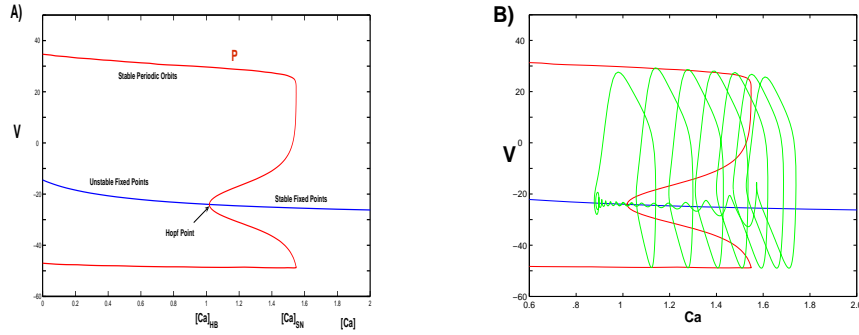 A)
40
20
0
−20
−40
−60
V
P
Stable Periodic Orbits
Unstable Fixed Points
Stable Fixed Points
Hopf Point
0 0.2 0.4 0.6 0.8 1 1.2 1.4 1.6 1.8 2
[Ca]HB [Ca]SN [Ca]
B)
40
20
0
−20
−40
−60
V
0.6 0.8 1.0 1.2 1.4 1.6 1.8 2
Ca